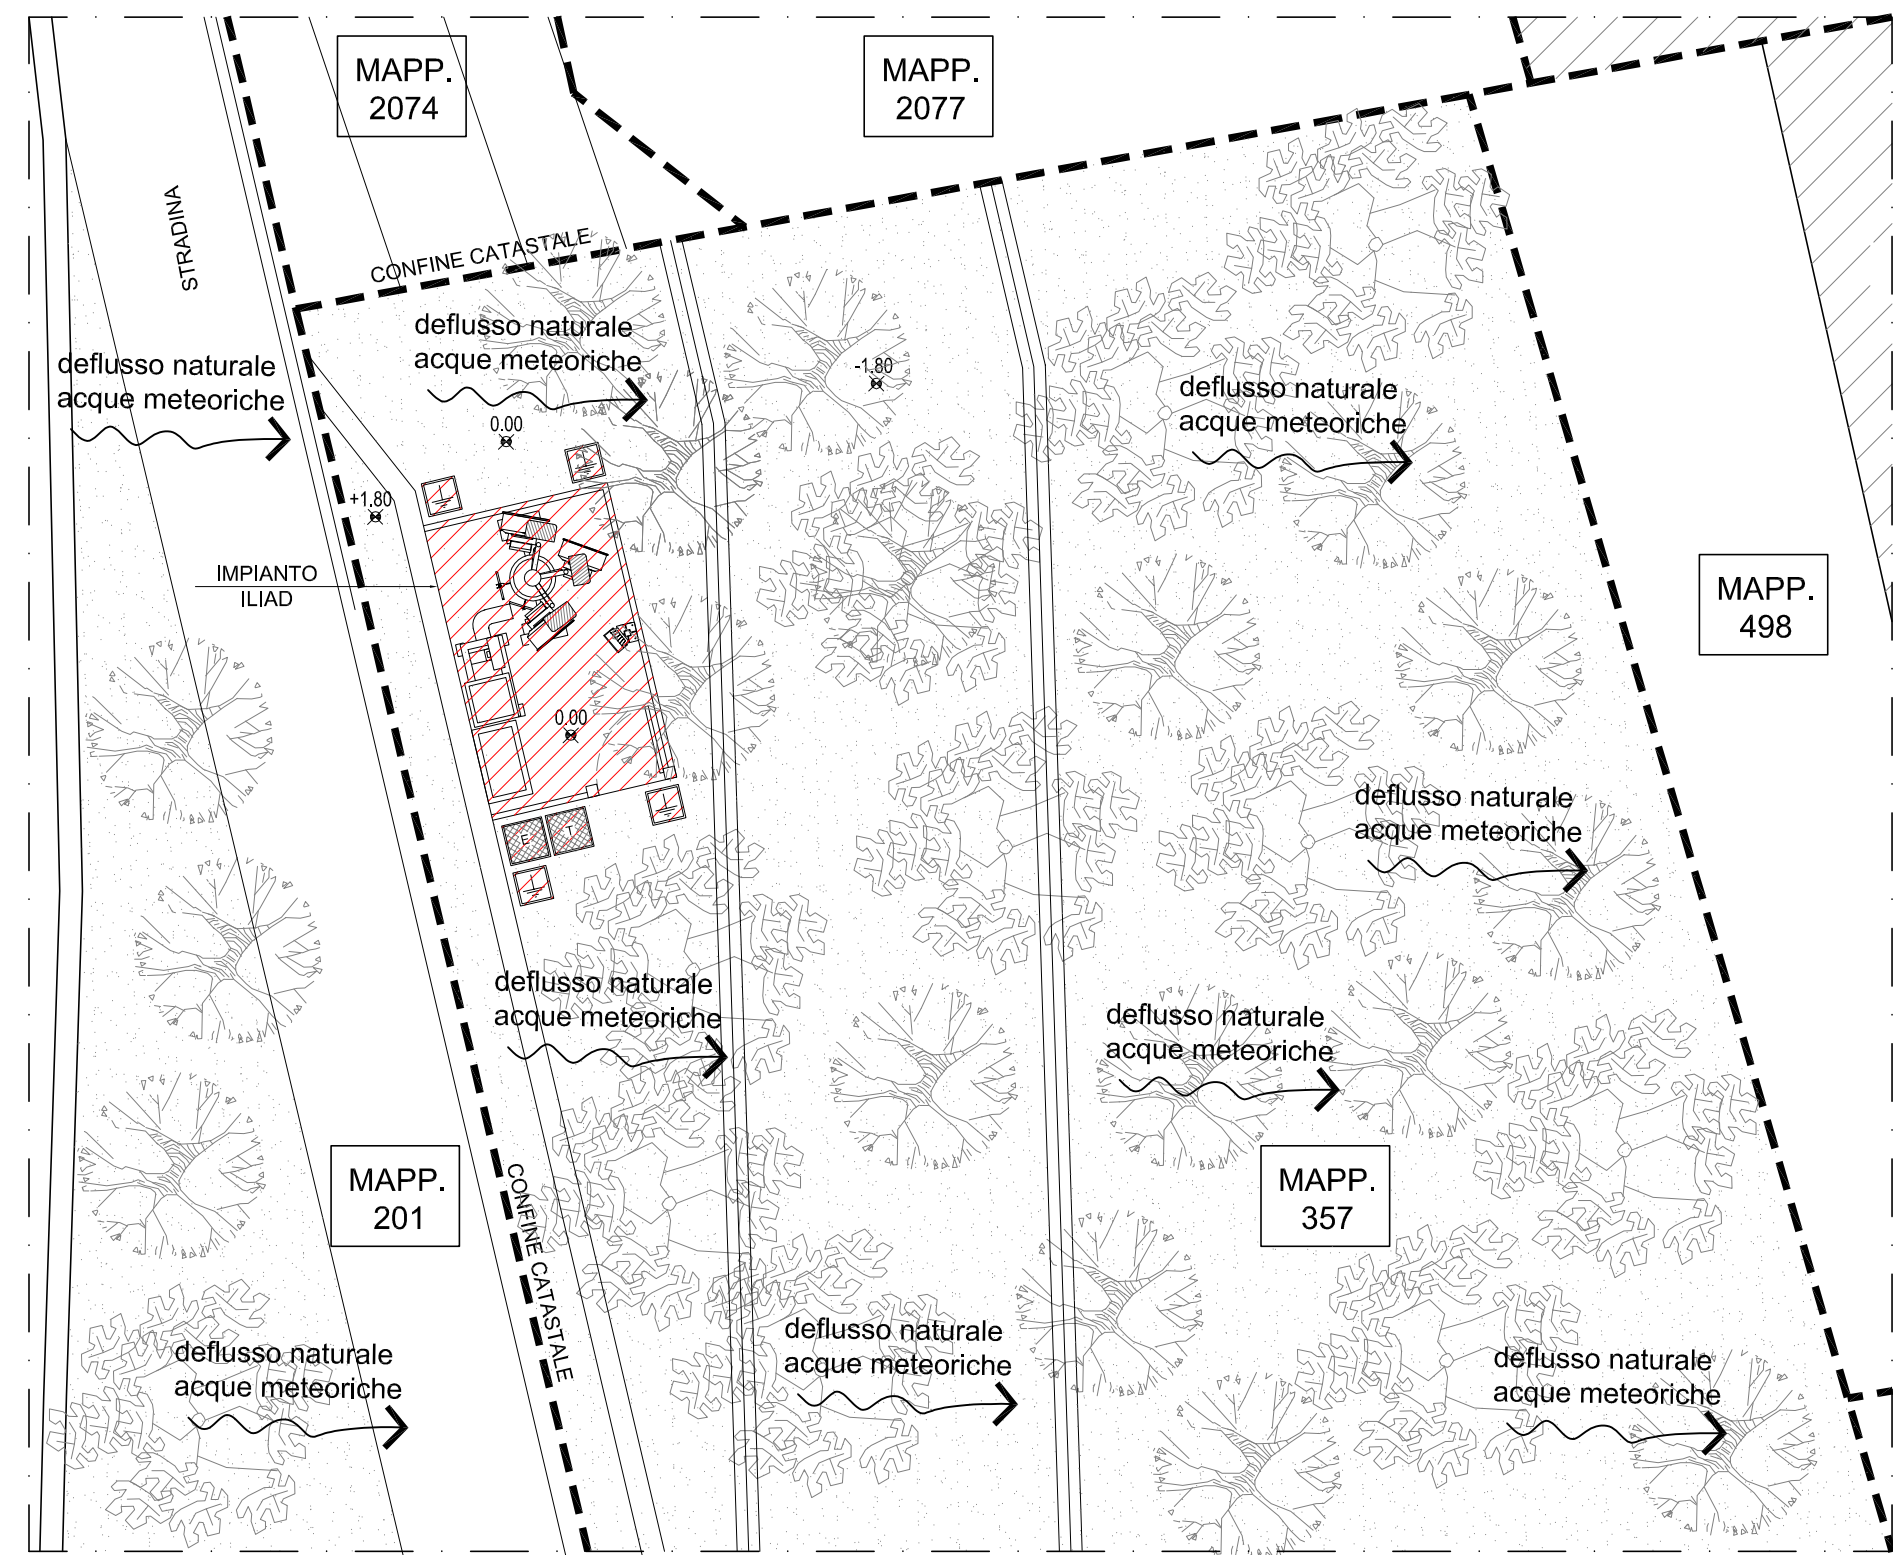 MAPP.
2074
MAPP.
2077
STRADINA
CONFINE CATASTALE
deflusso naturale
acque meteoriche
deflusso naturale
acque meteoriche
-1.80
deflusso naturale
acque meteoriche
0.00
+1.80
IMPIANTO
ILIAD
MAPP.
498
0.00
deflusso naturale
acque meteoriche
E
T
deflusso naturale
acque meteoriche
deflusso naturale
acque meteoriche
MAPP.
201
CONFINE CATASTALE
MAPP.
357
deflusso naturale
acque meteoriche
deflusso naturale
acque meteoriche
deflusso naturale
acque meteoriche